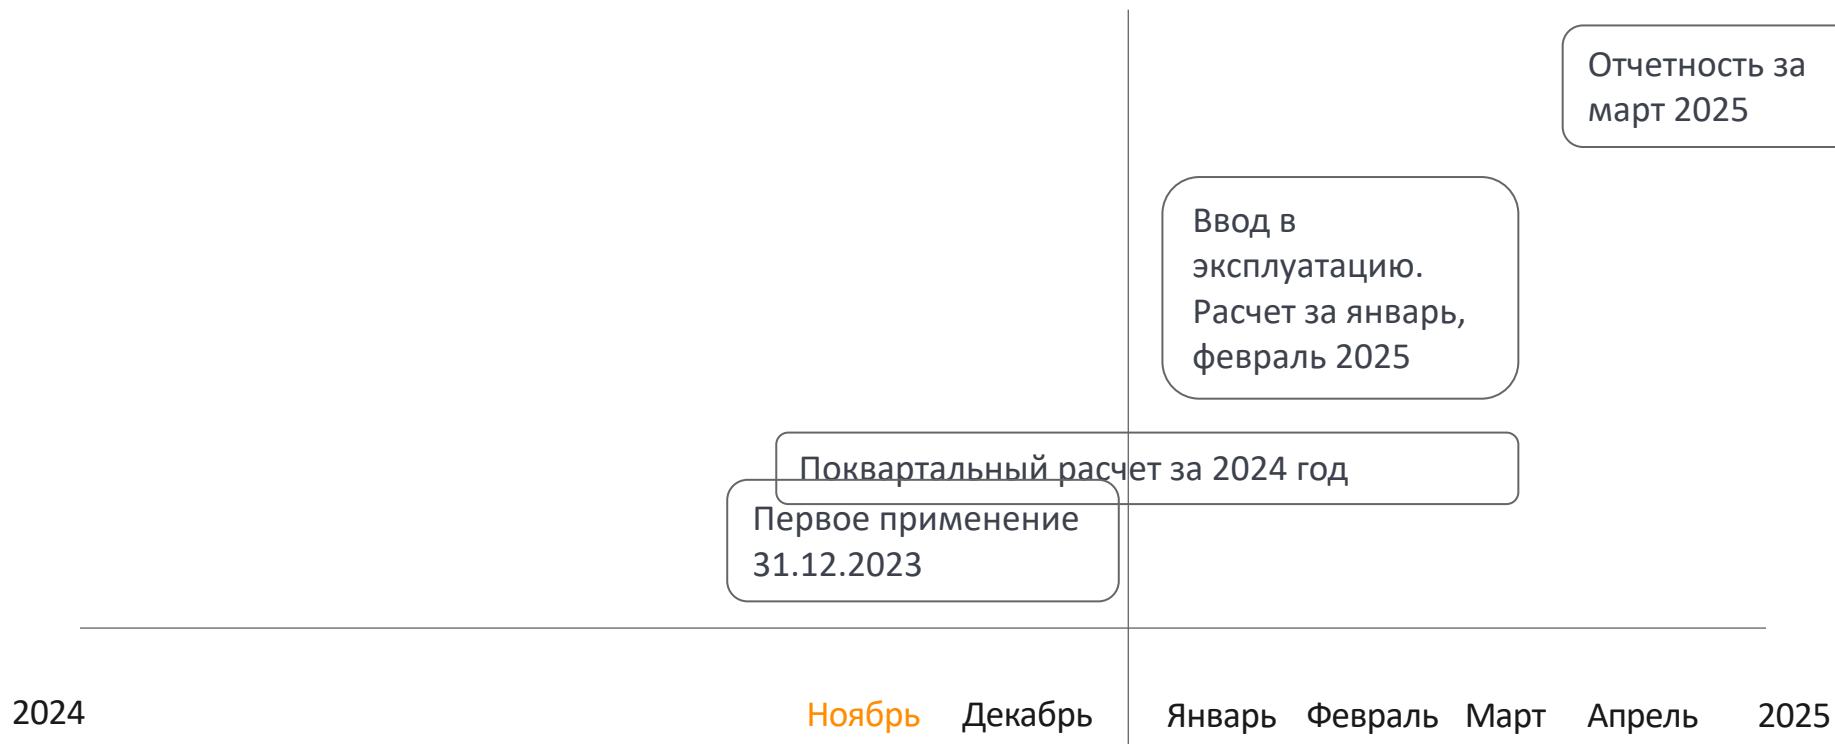 Отчетность за
март 2025
Ввод в
эксплуатацию.
Расчет за январь,
февраль 2025
Поквартальный расчет за 2024 год
Первое применение
31.12.2023
2024 Ноябрь Декабрь Январь Февраль Март Апрель 2025